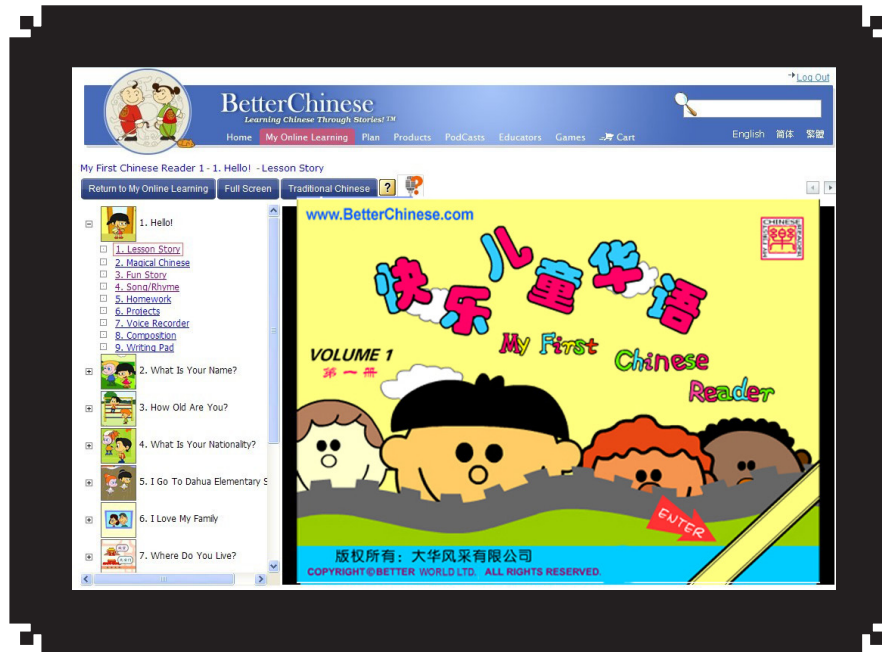 Log Out
BetterChinese
Learning Chinese Through Stories! TM
Home My Online Learning Plan Products PodCasts Educators Games Cart
English 简体 繁體
My First Chinese Reader 1 - 1. Hello! - Lesson Story
Return to My Online Learning Full Screen Traditional Chinese ?
1. Hello!
1. Lesson Story
2. Magical Chinese
3. Fun Story
4. Song/Rhyme
5. Homework
6. Projects
7. Voice Recorder
8. Composition
9. Writing Pad
2. What Is Your Name?
3. How Old Are You?
4. What Is Your Nationality?
5. I Go To Dahua Elementary S
6. I Love My Family
7. Where Do You Live?
www.BetterChinese.com
快乐儿童华语
My First Chinese Reader
VOLUME 1
第一册
ENTER
版权所有：大华风采有限公司
COPYRIGHT©BETTER WORLD LTD. ALL RIGHTS RESERVED.